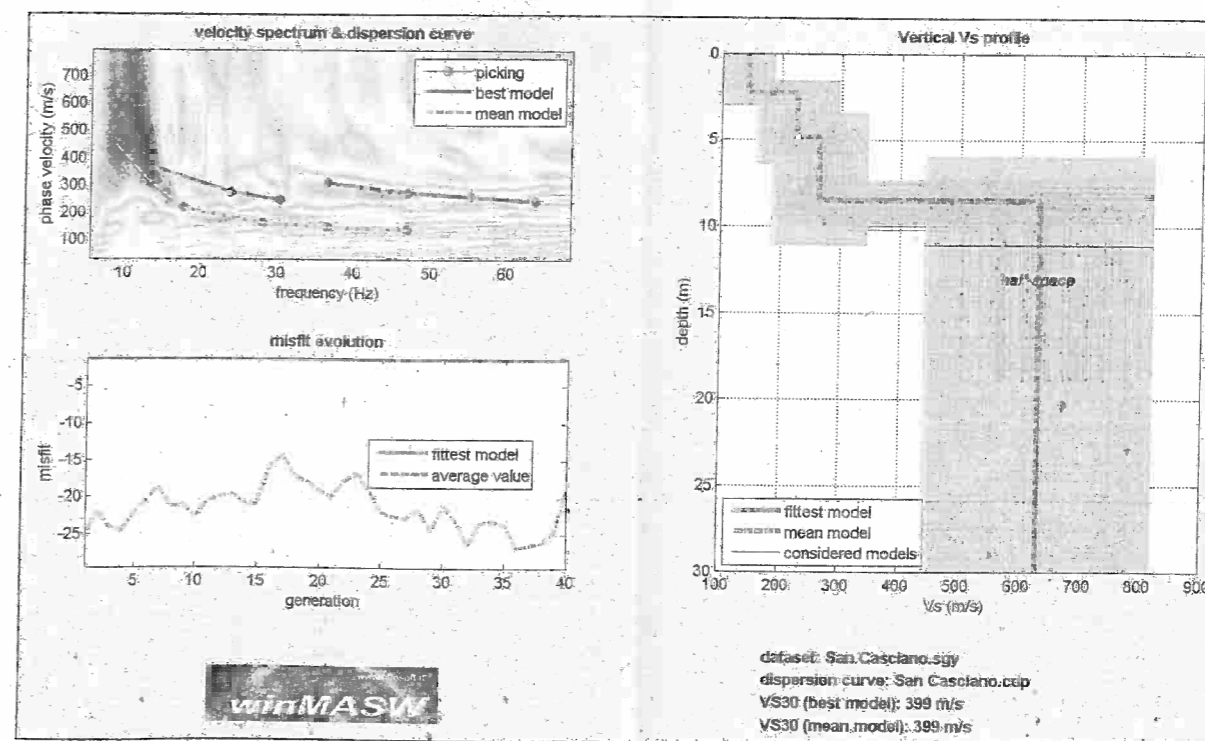 velocity spectrum & dispersion curve
picking
best model
mean model
phase velocity (m/s)
700
600
500
400
300
200
100
10 20 30 40 50 60
frequency (Hz)
misfit evolution
fittest model
average value
misfit
-5
-10
-15
-20
-25
5 10 15 20 25 30 35 40
generation
winMASW
Vertical Vs profile
half-space
fittest model
mean model
considered models
depth (m)
0
5
10
15
20
25
30
100 200 300 400 500 600 700 800 900
Vs (m/s)
dataset: San Casciano.sgy
dispersion curve: San Casciano.cup
VS30 (best model): 399 m/s
VS30 (mean model): 399 m/s